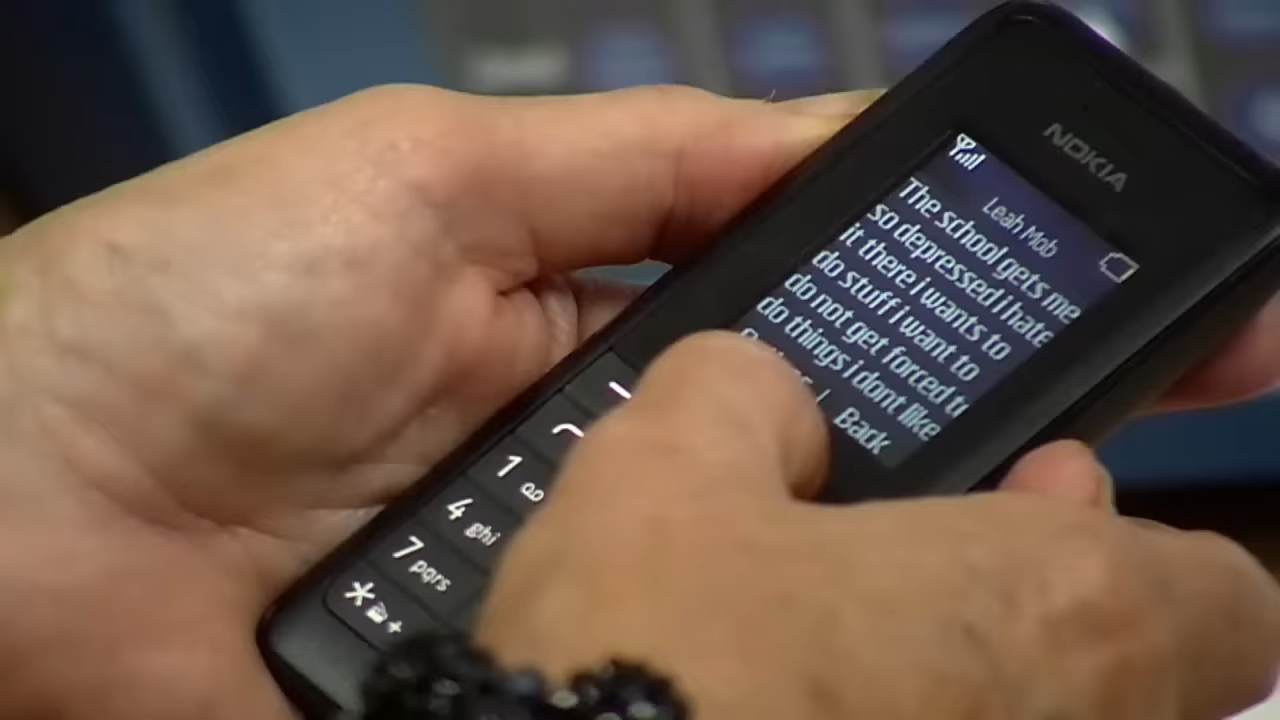 NOKIA
Leah Mob
The school gets me
so depressed i hate
it there i wants to
do stuff i want to
do not get forced to
do things i dont like
Back
1
4 ghi
7 pqrs
* +